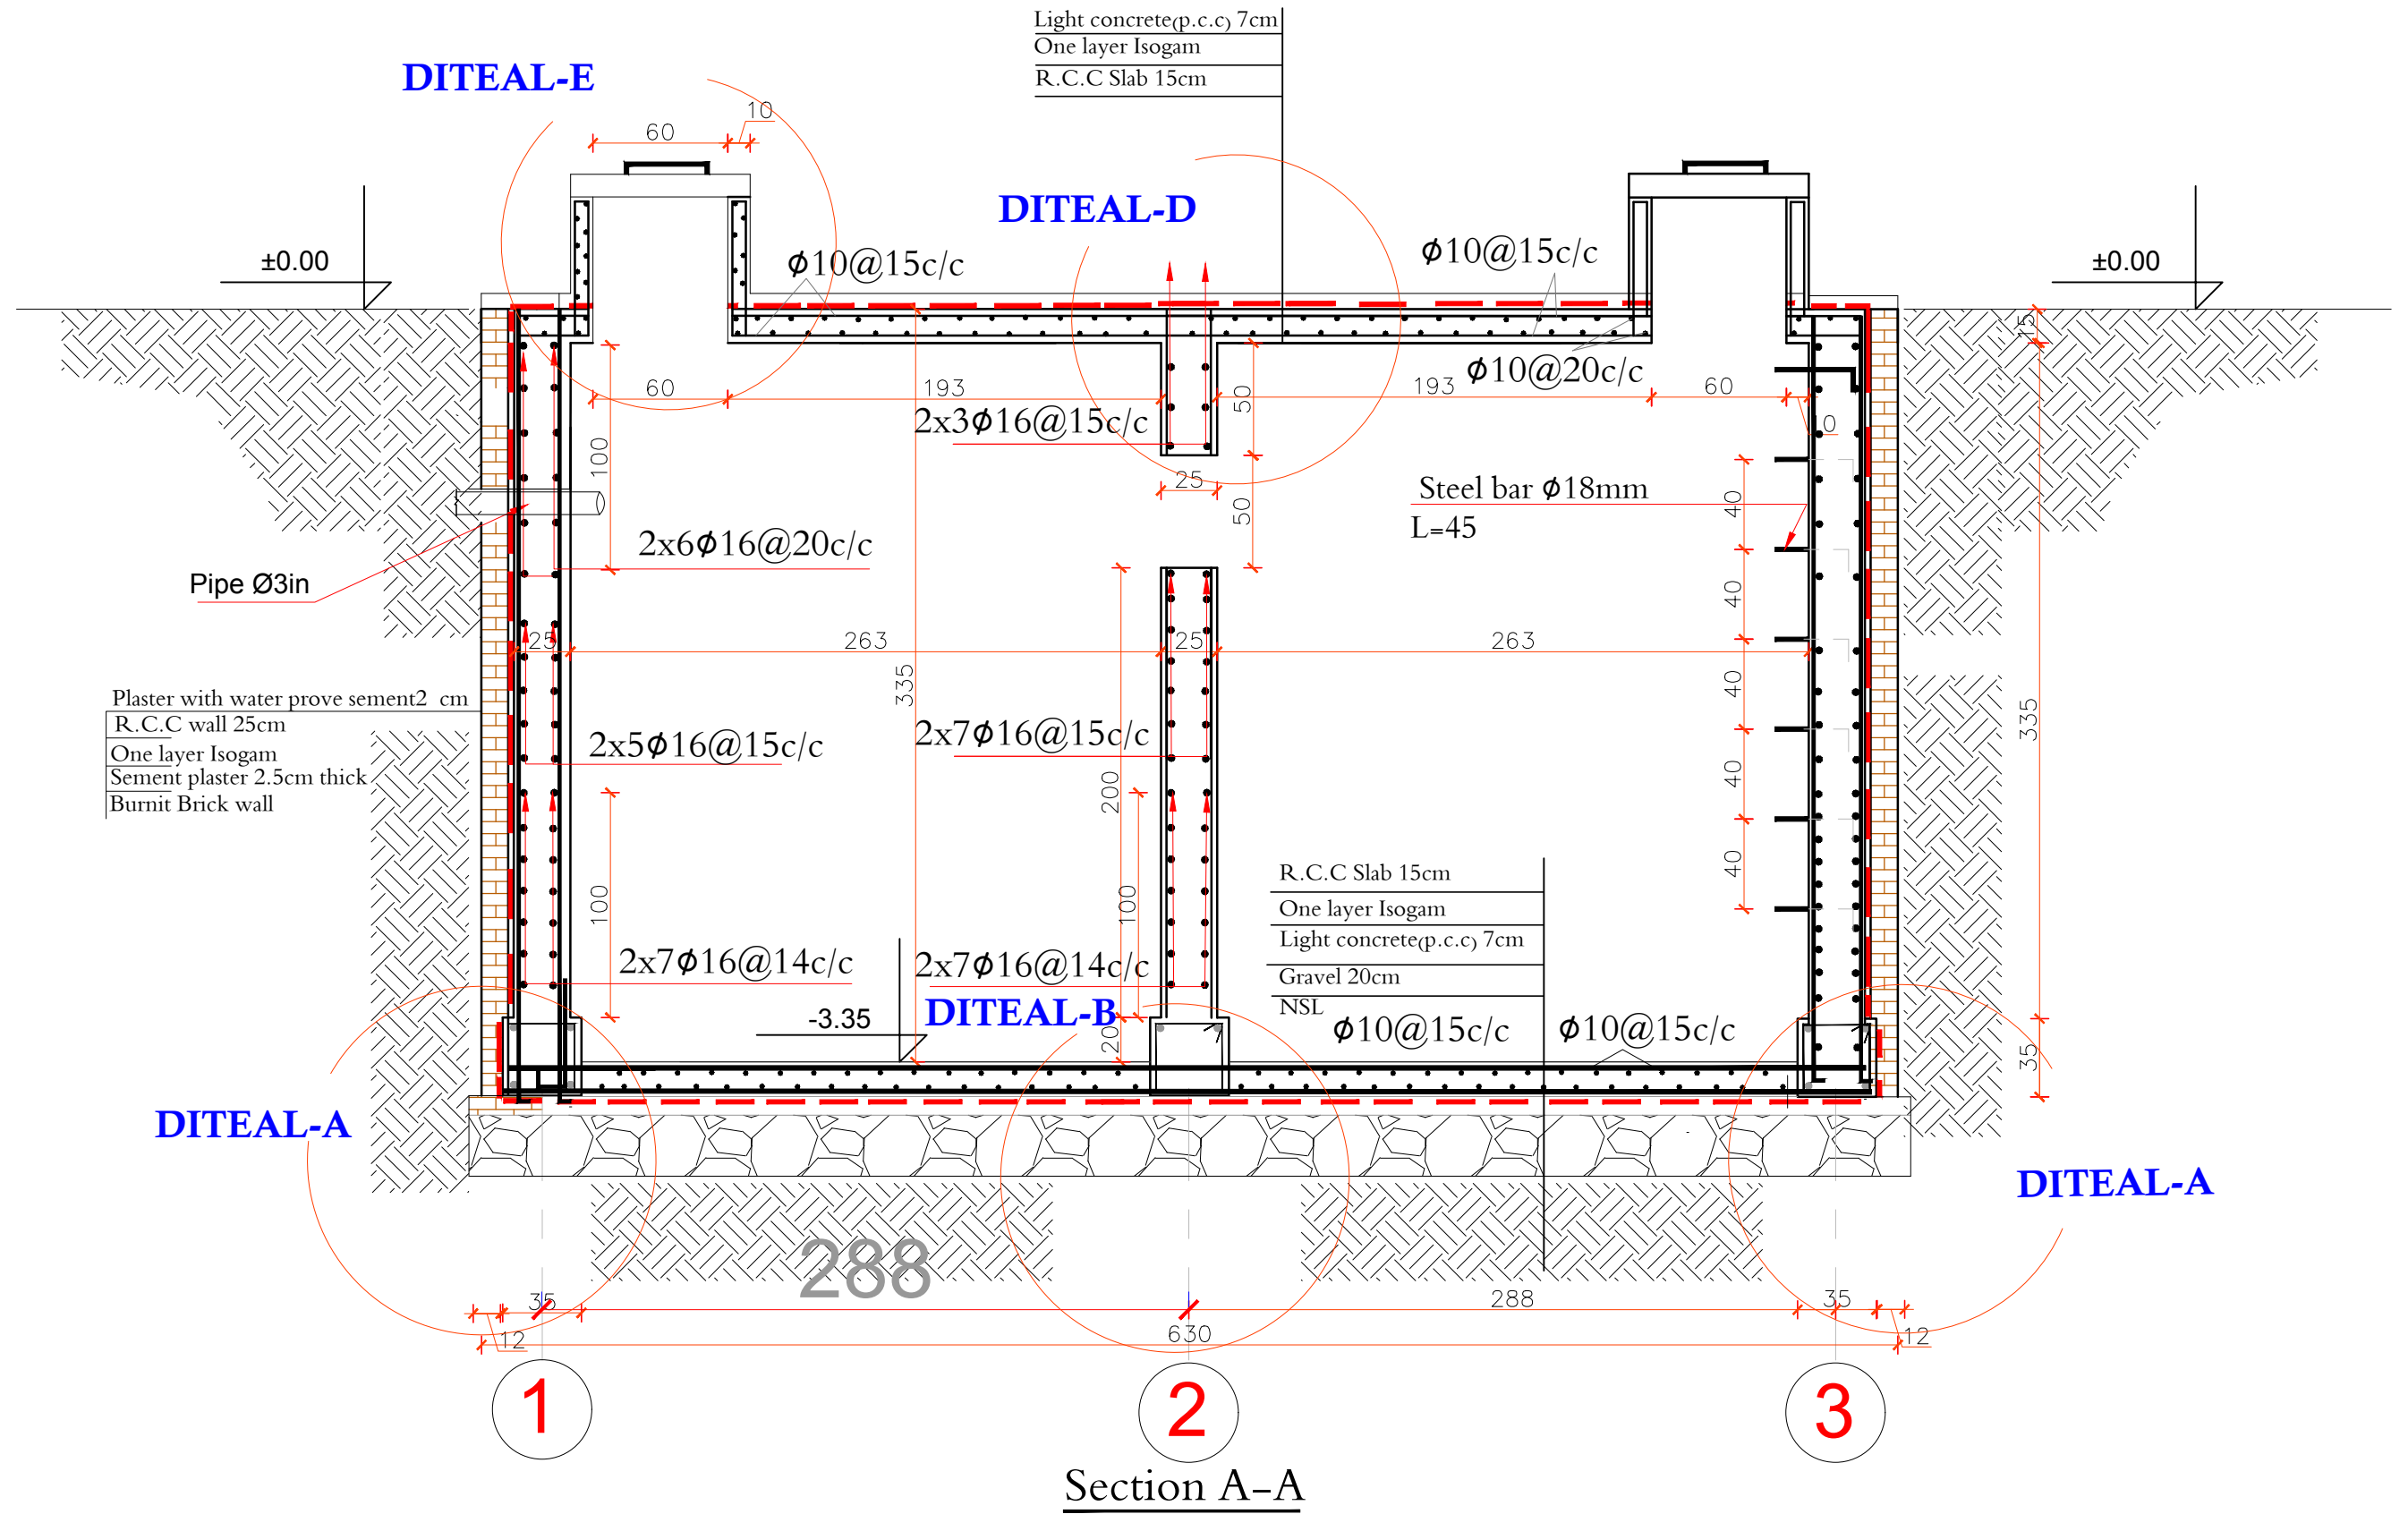 Light concrete(p.c.c) 7cm
One layer Isogam
R.C.C Slab 15cm
DITEAL-E
10
60
DITEAL-D
±0.00
ϕ10@15c/c
ϕ10@15c/c
±0.00
15
ϕ10@20c/c
60
193
50
193
60
10
2x3ϕ16@15c/c
100
25
Steel bar ϕ18mm
L=45
50
40
2x6ϕ16@20c/c
Pipe Ø3in
40
25
263
25
263
335
40
335
Plaster with water prove sement2 cm
R.C.C wall 25cm
One layer Isogam
Sement plaster 2.5cm thick
Burnit Brick wall
2x5ϕ16@15c/c
2x7ϕ16@15c/c
200
40
40
100
100
R.C.C Slab 15cm
One layer Isogam
Light concrete(p.c.c) 7cm
Gravel 20cm
NSL
2x7ϕ16@14c/c
2x7ϕ16@14c/c
-3.35
DITEAL-B
20
ϕ10@15c/c
ϕ10@15c/c
35
DITEAL-A
DITEAL-A
288
35
288
35
12
630
12
1
2
3
Section A-A